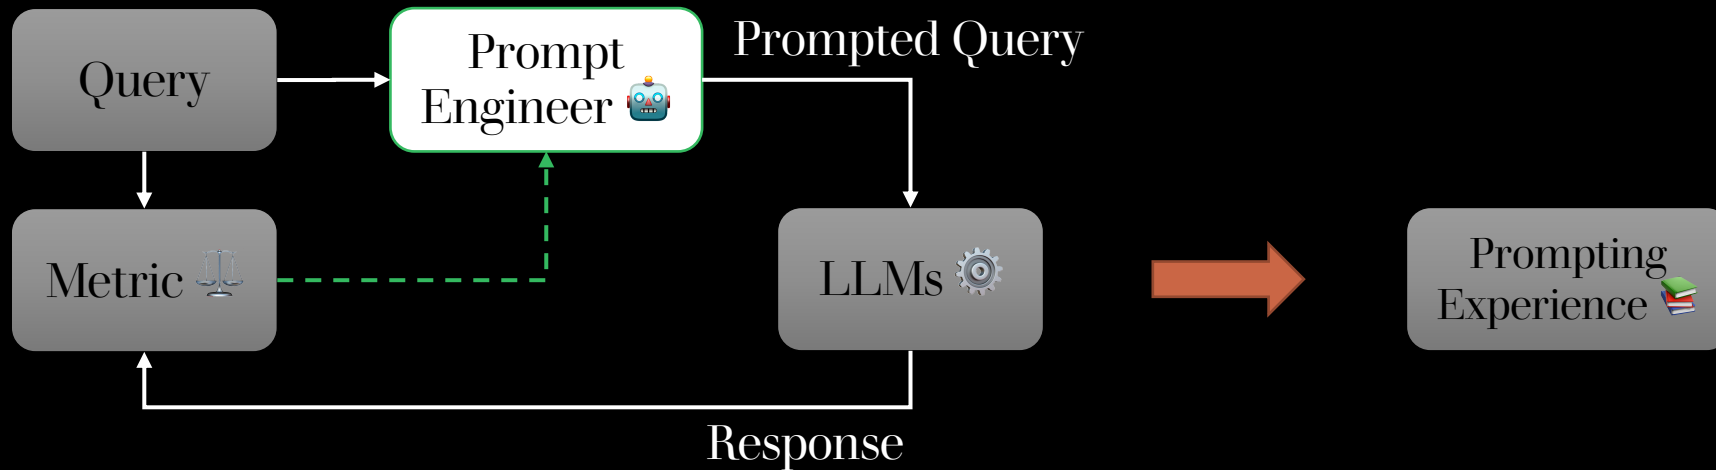 Query
Prompt
Engineer 🤖
Prompted Query
Metric ⚖️
LLMs ⚙️
Prompting
Experience 📚
Response